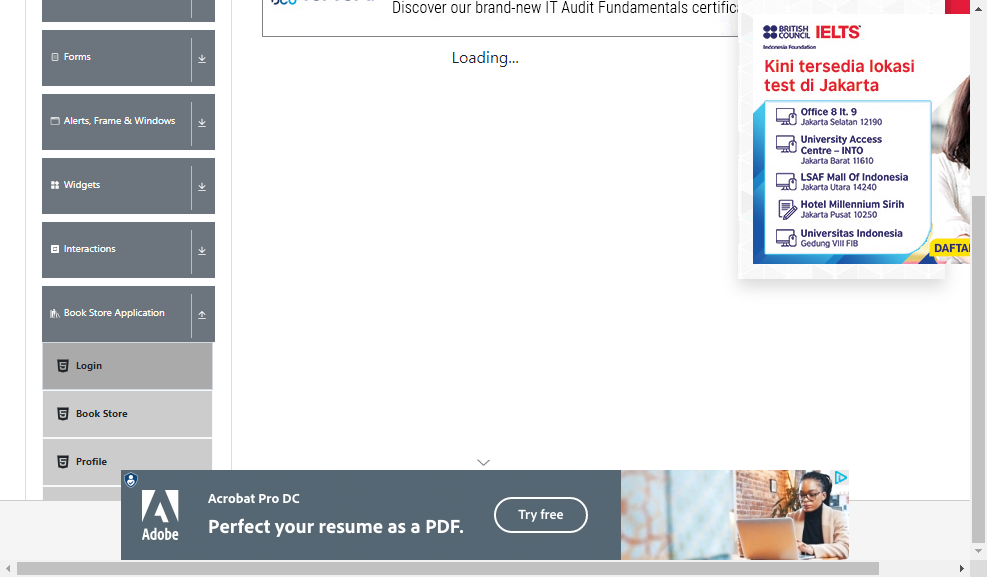 Discover our brand-new IT Audit Fundamentals certifica
Loading...
Forms
Alerts, Frame & Windows
Widgets
Interactions
Book Store Application
Login
Book Store
Profile
BRITISH COUNCIL IELTS
Indonesia Foundation
Kini tersedia lokasi
test di Jakarta
Office 8 lt. 9
Jakarta Selatan 12190
University Access
Centre – INTO
Jakarta Barat 11610
LSAF Mall Of Indonesia
Jakarta Utara 14240
Hotel Millennium Sirih
Jakarta Pusat 10250
Universitas Indonesia
Gedung VIII FIB
DAFTA
Adobe
Acrobat Pro DC
Perfect your resume as a PDF.
Try free